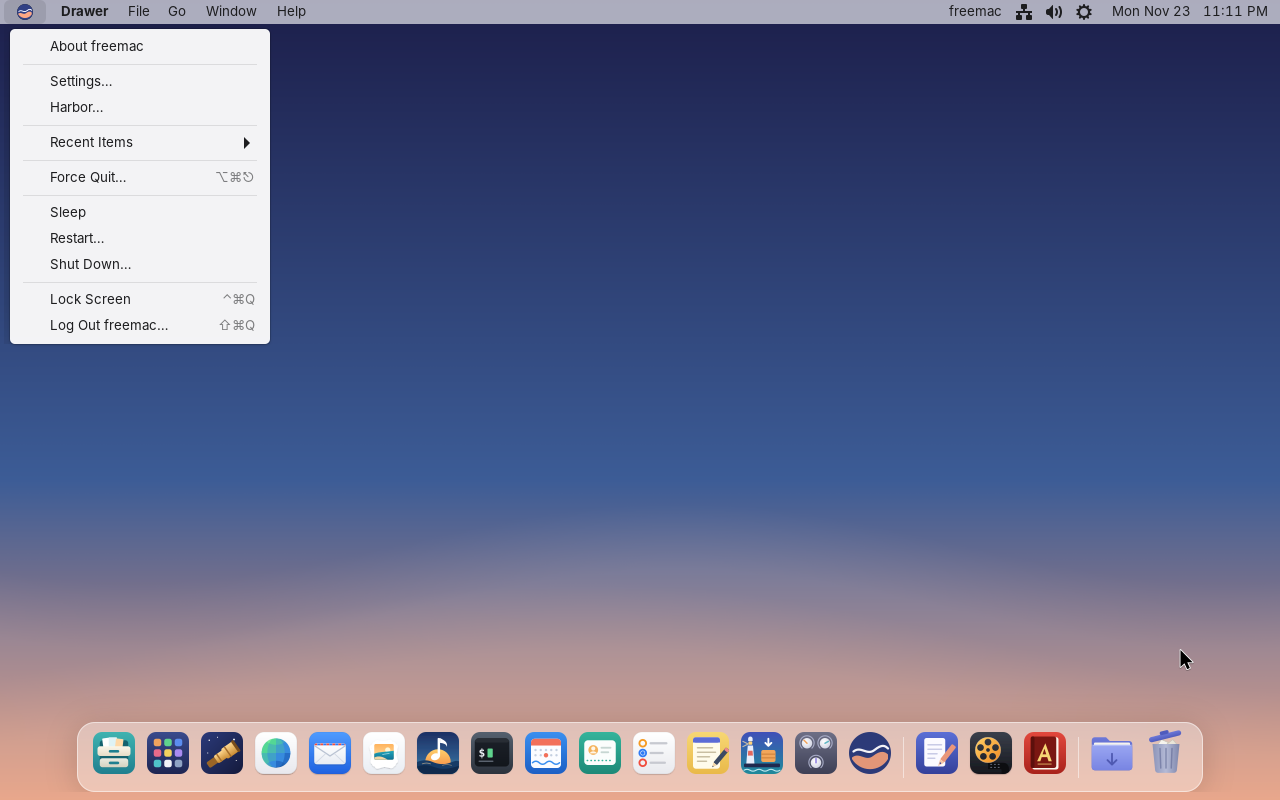 Drawer File Go Window Help freemac Mon Nov 23 11:11 PM
About freemac
Settings...
Harbor...
Recent Items
Force Quit... ⌥⌘⎋
Sleep
Restart...
Shut Down...
Lock Screen ^⌘Q
Log Out freemac... ⇧⌘Q
$
A